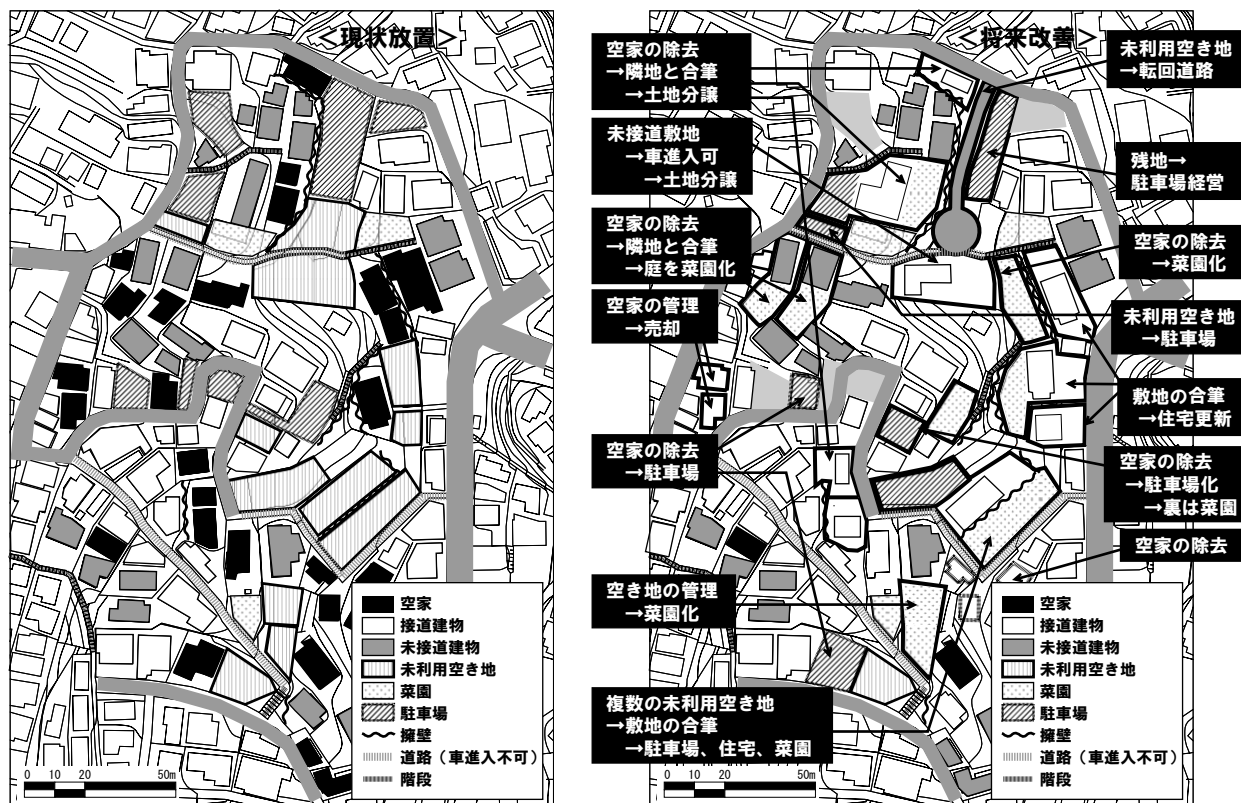 <現状放置>
空家
接道建物
未接道建物
未利用空き地
菜園
駐車場
擁壁
道路（車進入不可）
階段
0 10 20 50m
<将来改善>
空家の除去
→隣地と合筆
→土地分譲
未接道敷地
→車進入可
→土地分譲
空家の除去
→隣地と合筆
→庭を菜園化
空家の管理
→売却
空家の除去
→駐車場
空き地の管理
→菜園化
複数の未利用空き地
→敷地の合筆
→駐車場、住宅、菜園
未利用空き地
→転回道路
残地→
駐車場経営
空家の除去
→菜園化
未利用空き地
→駐車場
敷地の合筆
→住宅更新
空家の除去
→駐車場化
→裏は菜園
空家の除去
空家
接道建物
未接道建物
未利用空き地
菜園
駐車場
擁壁
道路（車進入不可）
階段
0 10 20 50m